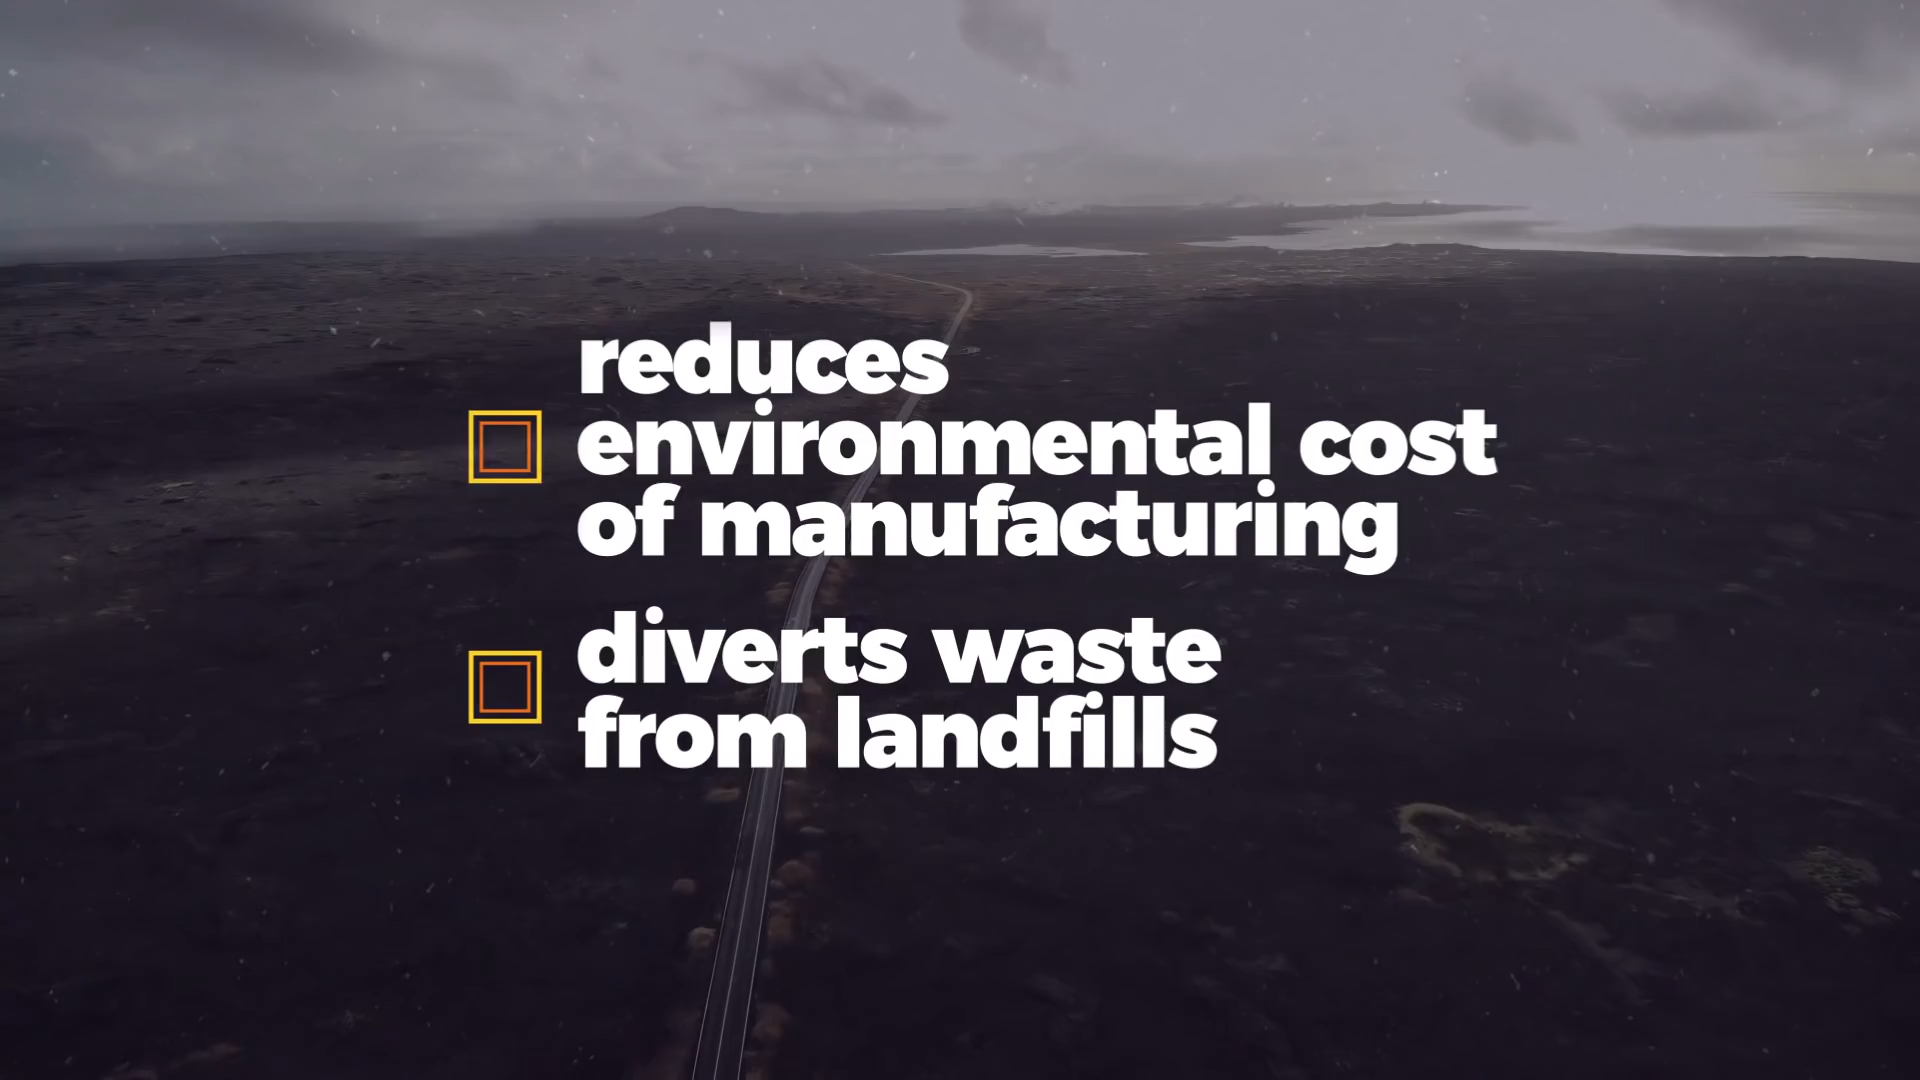 reduces
environmental cost
of manufacturing
diverts waste
from landfills